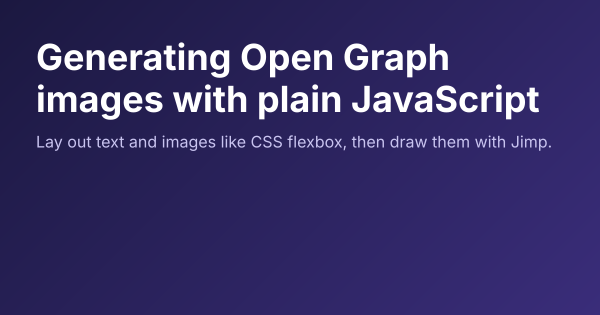 Generating Open Graph
images with plain JavaScript
Lay out text and images like CSS flexbox, then draw them with Jimp.